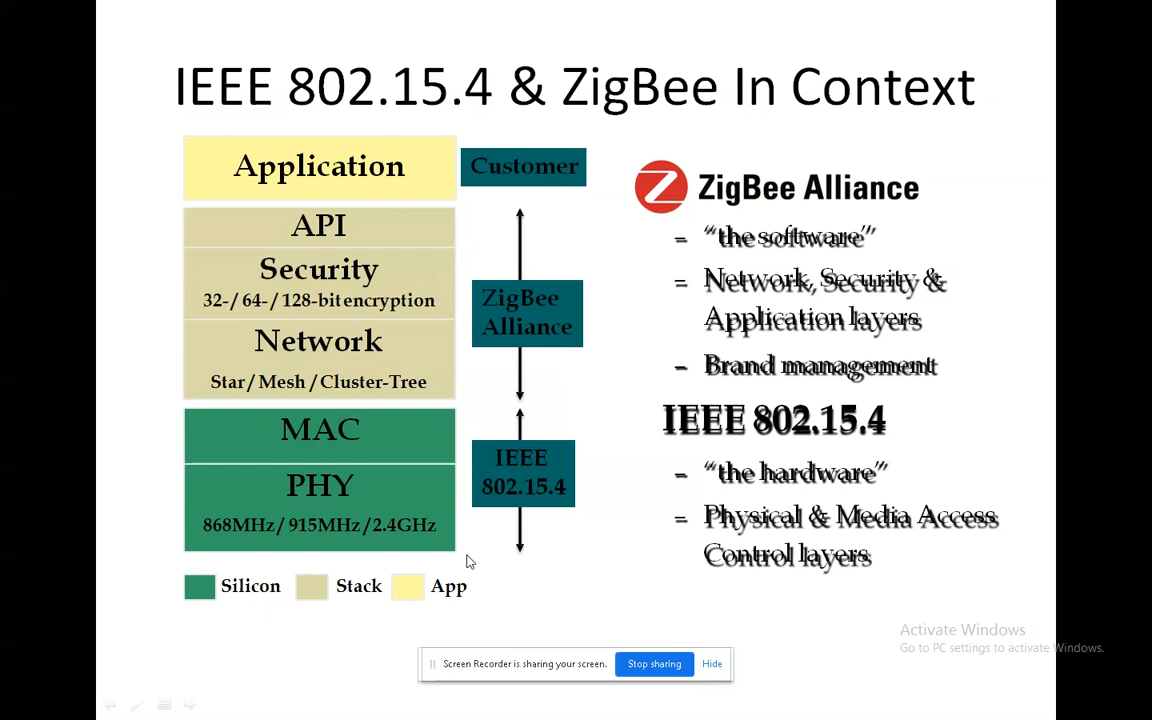 IEEE 802.15.4 & ZigBee In Context
Application
Customer
API
Security
32-/ 64-/ 128-bit encryption
Network
Star / Mesh / Cluster-Tree
ZigBee
Alliance
MAC
PHY
868MHz / 915MHz / 2.4GHz
IEEE
802.15.4
Silicon
Stack
App
ZigBee Alliance
– “the software”
– Network, Security &
Application layers
– Brand management
IEEE 802.15.4
– “the hardware”
– Physical & Media Access
Control layers
Activate Windows
Go to PC settings to activate Windows.
Screen Recorder is sharing your screen.
Stop sharing
Hide